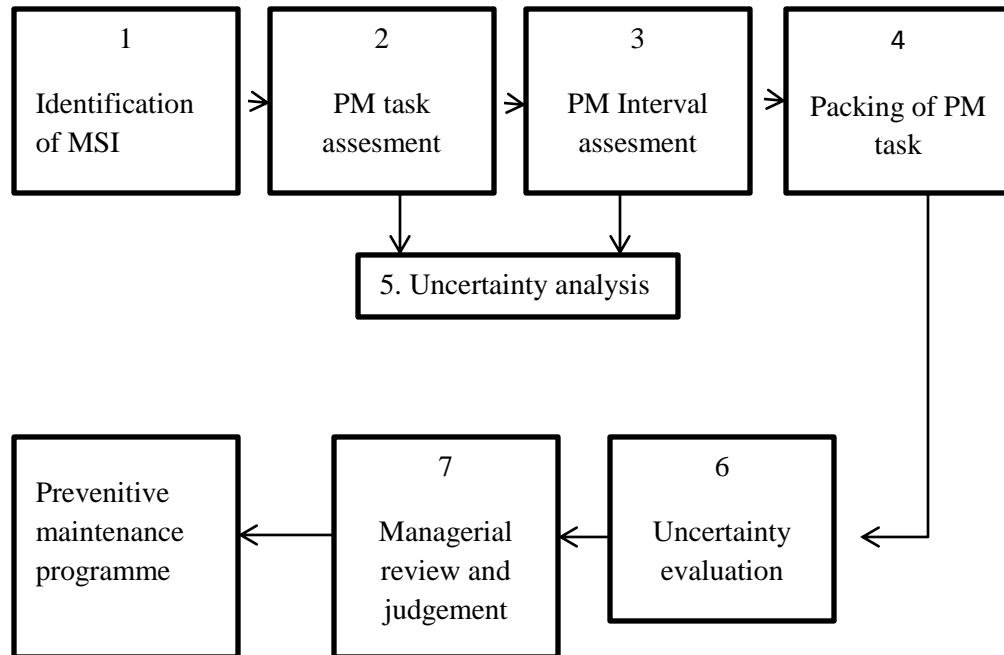 1
Identification
of MSI
2
PM task
assesment
3
PM Interval
assesment
4
Packing of PM
task
5. Uncertainty analysis
Prevenitive
maintenance
programme
7
Managerial
review and
judgement
6
Uncertainty
evaluation